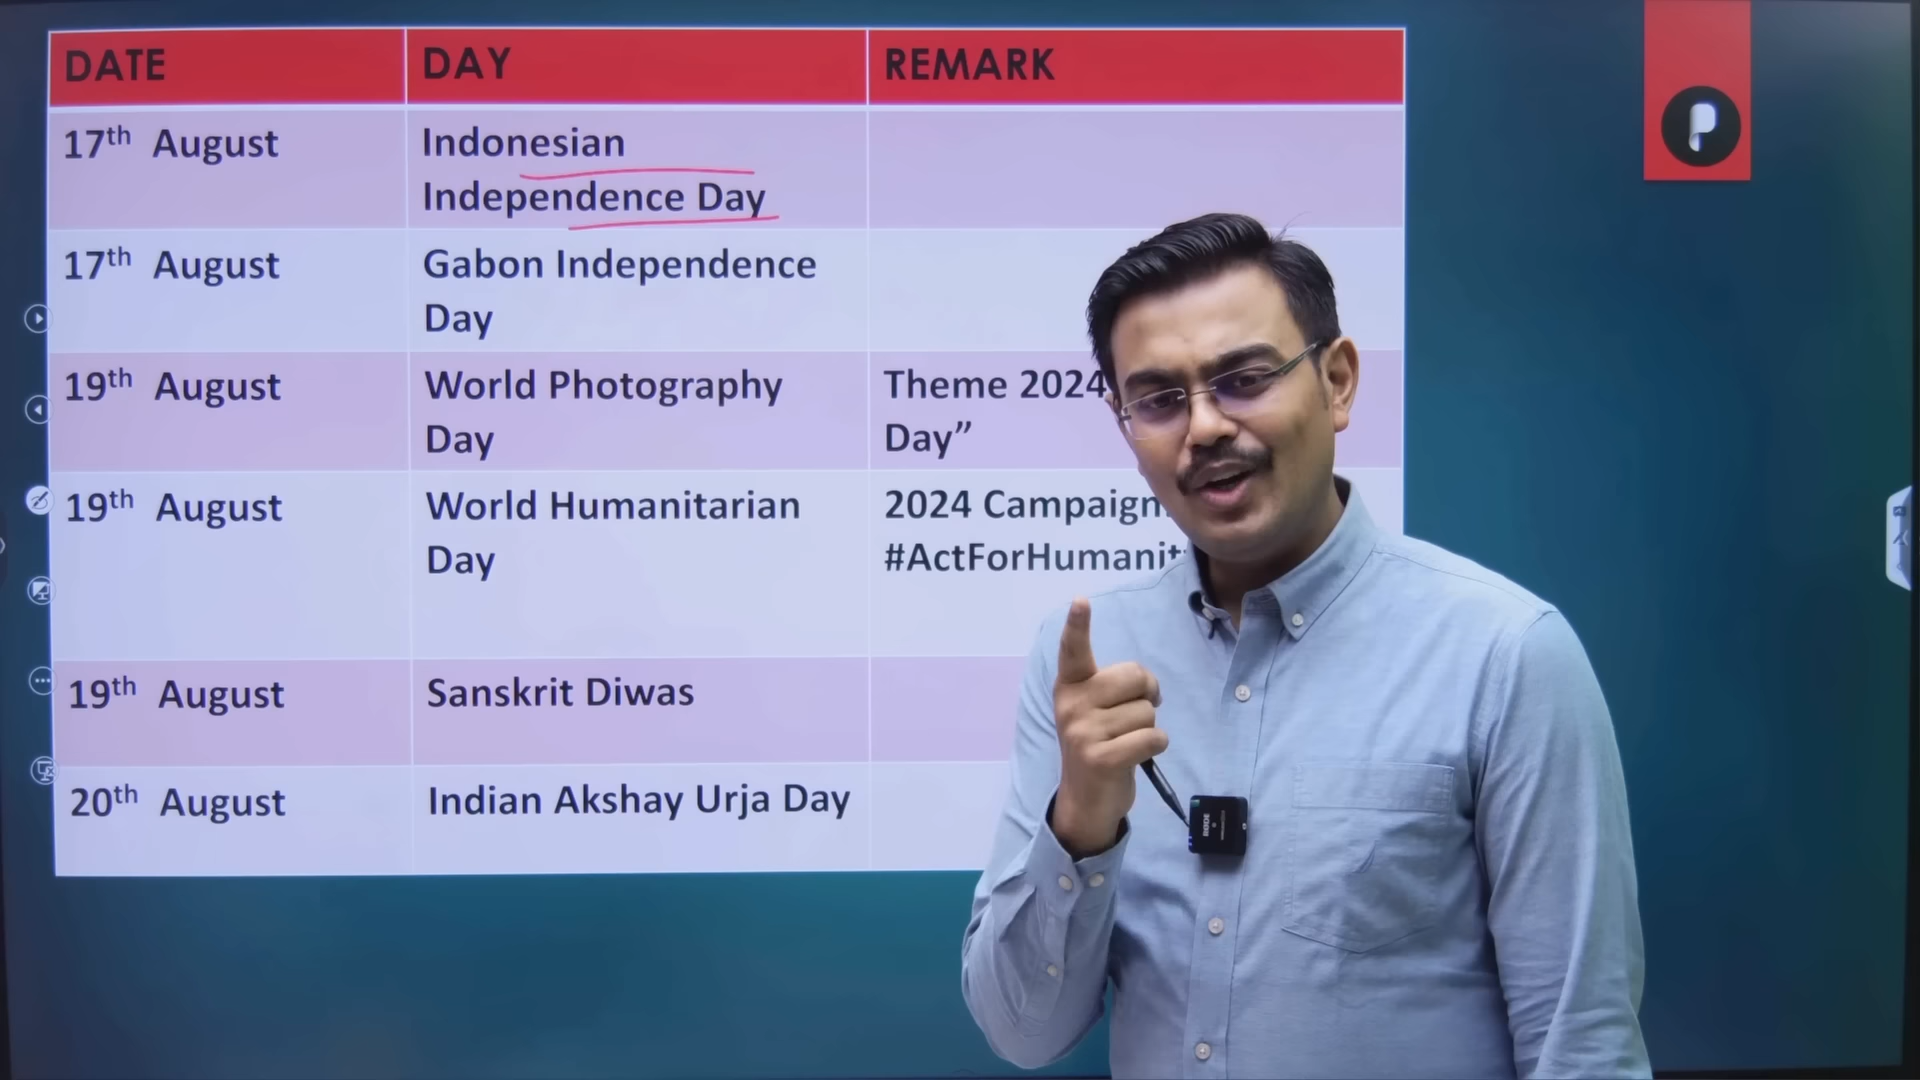 DATE DAY REMARK
17th August Indonesian
Independence Day
17th August Gabon Independence
Day
19th August World Photography Theme 2024
Day Day”
19th August World Humanitarian 2024 Campaign
Day #ActForHumanit
19th August Sanskrit Diwas
20th August Indian Akshay Urja Day
RØDE